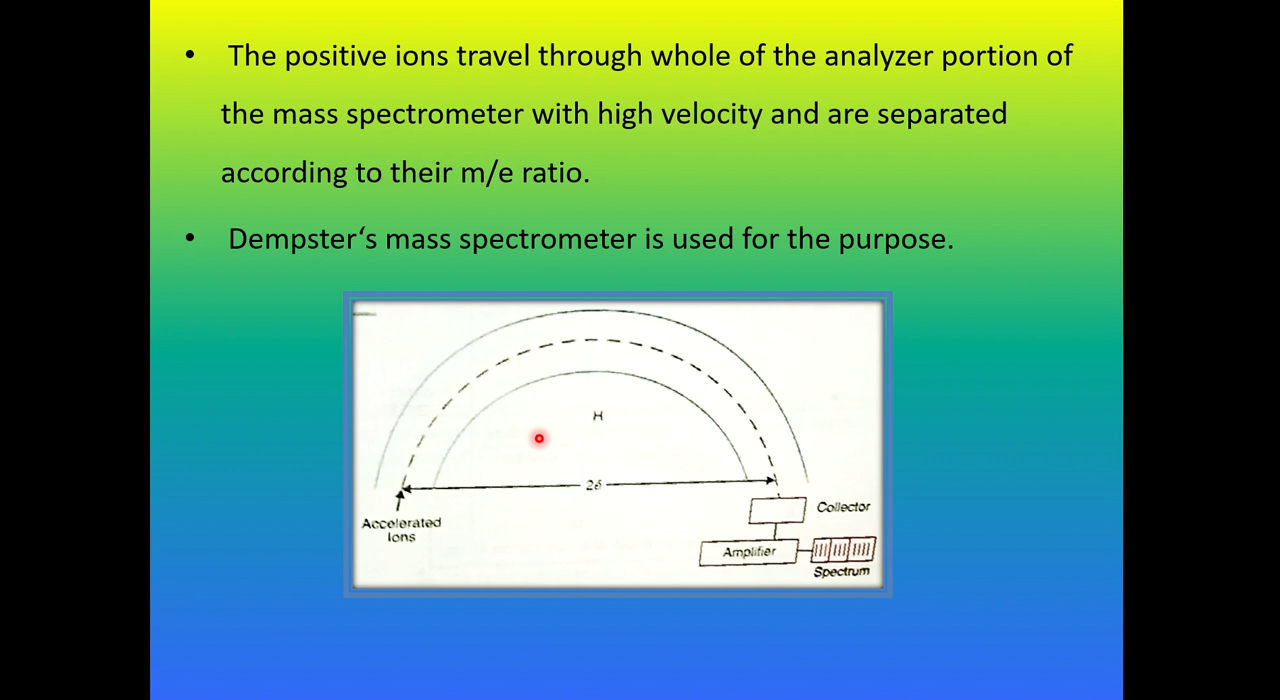 • The positive ions travel through whole of the analyzer portion of
the mass spectrometer with high velocity and are separated
according to their m/e ratio.
• Dempster‘s mass spectrometer is used for the purpose.
H
2δ
Accelerated
Ions
Collector
Amplifier
Spectrum